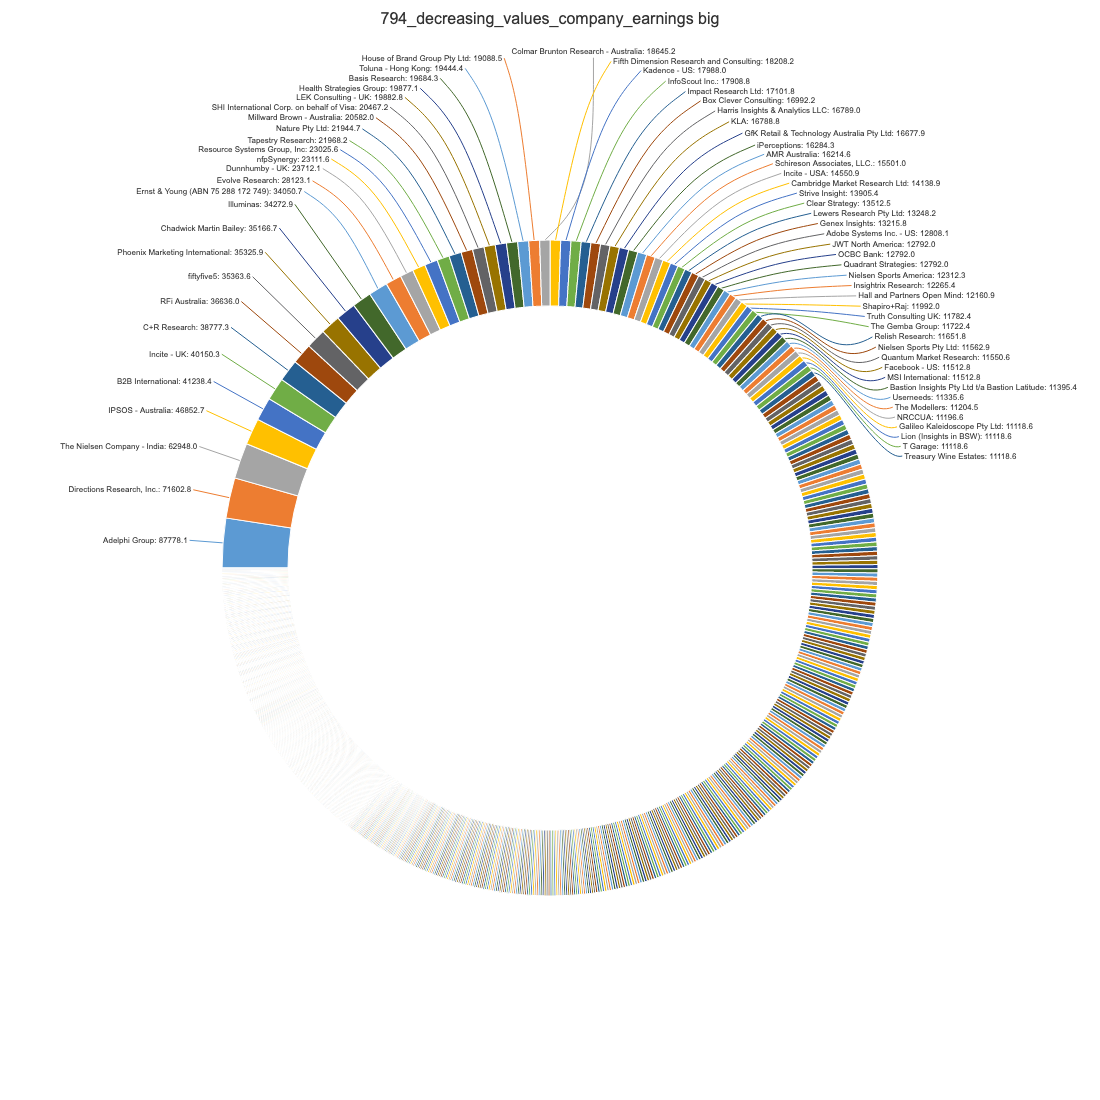 794_decreasing_values_company_earnings big
Adelphi Group: 87778.1
Directions Research, Inc.: 71602.8
The Nielsen Company - India: 62948.0
IPSOS - Australia: 46852.7
B2B International: 41238.4
Incite - UK: 40150.3
C+R Research: 38777.3
RFi Australia: 36636.0
fiftyfive5: 35363.6
Phoenix Marketing International: 35325.9
Chadwick Martin Bailey: 35166.7
Illuminas: 34272.9
Ernst & Young (ABN 75 288 172 749): 34050.7
Evolve Research: 28123.1
Dunnhumby - UK: 23712.1
nfpSynergy: 23111.6
Resource Systems Group, Inc: 23025.6
Tapestry Research: 21968.2
Nature Pty Ltd: 21944.7
Millward Brown - Australia: 20582.0
SHI International Corp. on behalf of Visa: 20467.2
LEK Consulting - UK: 19882.8
Health Strategies Group: 19877.1
Basis Research: 19684.3
Toluna - Hong Kong: 19444.4
House of Brand Group Pty Ltd: 19088.5
Colmar Brunton Research - Australia: 18645.2
Fifth Dimension Research and Consulting: 18208.2
Kadence - US: 17988.0
InfoScout Inc.: 17908.8
Impact Research Ltd: 17101.8
Box Clever Consulting: 16992.2
Harris Insights & Analytics LLC: 16789.0
KLA: 16788.8
GfK Retail & Technology Australia Pty Ltd: 16677.9
iPerceptions: 16284.3
AMR Australia: 16214.6
Schireson Associates, LLC.: 15501.0
Incite - USA: 14550.9
Cambridge Market Research Ltd: 14138.9
Strive Insight: 13905.4
Clear Strategy: 13512.5
Lewers Research Pty Ltd: 13248.2
Genex Insights: 13215.8
Adobe Systems Inc. - US: 12808.1
JWT North America: 12792.0
OCBC Bank: 12792.0
Quadrant Strategies: 12792.0
Nielsen Sports America: 12312.3
Insightrix Research: 12265.4
Hall and Partners Open Mind: 12160.9
Shapiro+Raj: 11992.0
Truth Consulting UK: 11782.4
The Gemba Group: 11722.4
Relish Research: 11651.8
Nielsen Sports Pty Ltd: 11562.9
Quantum Market Research: 11550.6
Facebook - US: 11512.8
MSI International: 11512.8
Bastion Insights Pty Ltd t/a Bastion Latitude: 11395.4
Userneeds: 11335.6
The Modellers: 11204.5
NRCCUA: 11196.6
Galileo Kaleidoscope Pty Ltd: 11118.6
Lion (Insights in BSW): 11118.6
T Garage: 11118.6
Treasury Wine Estates: 11118.6